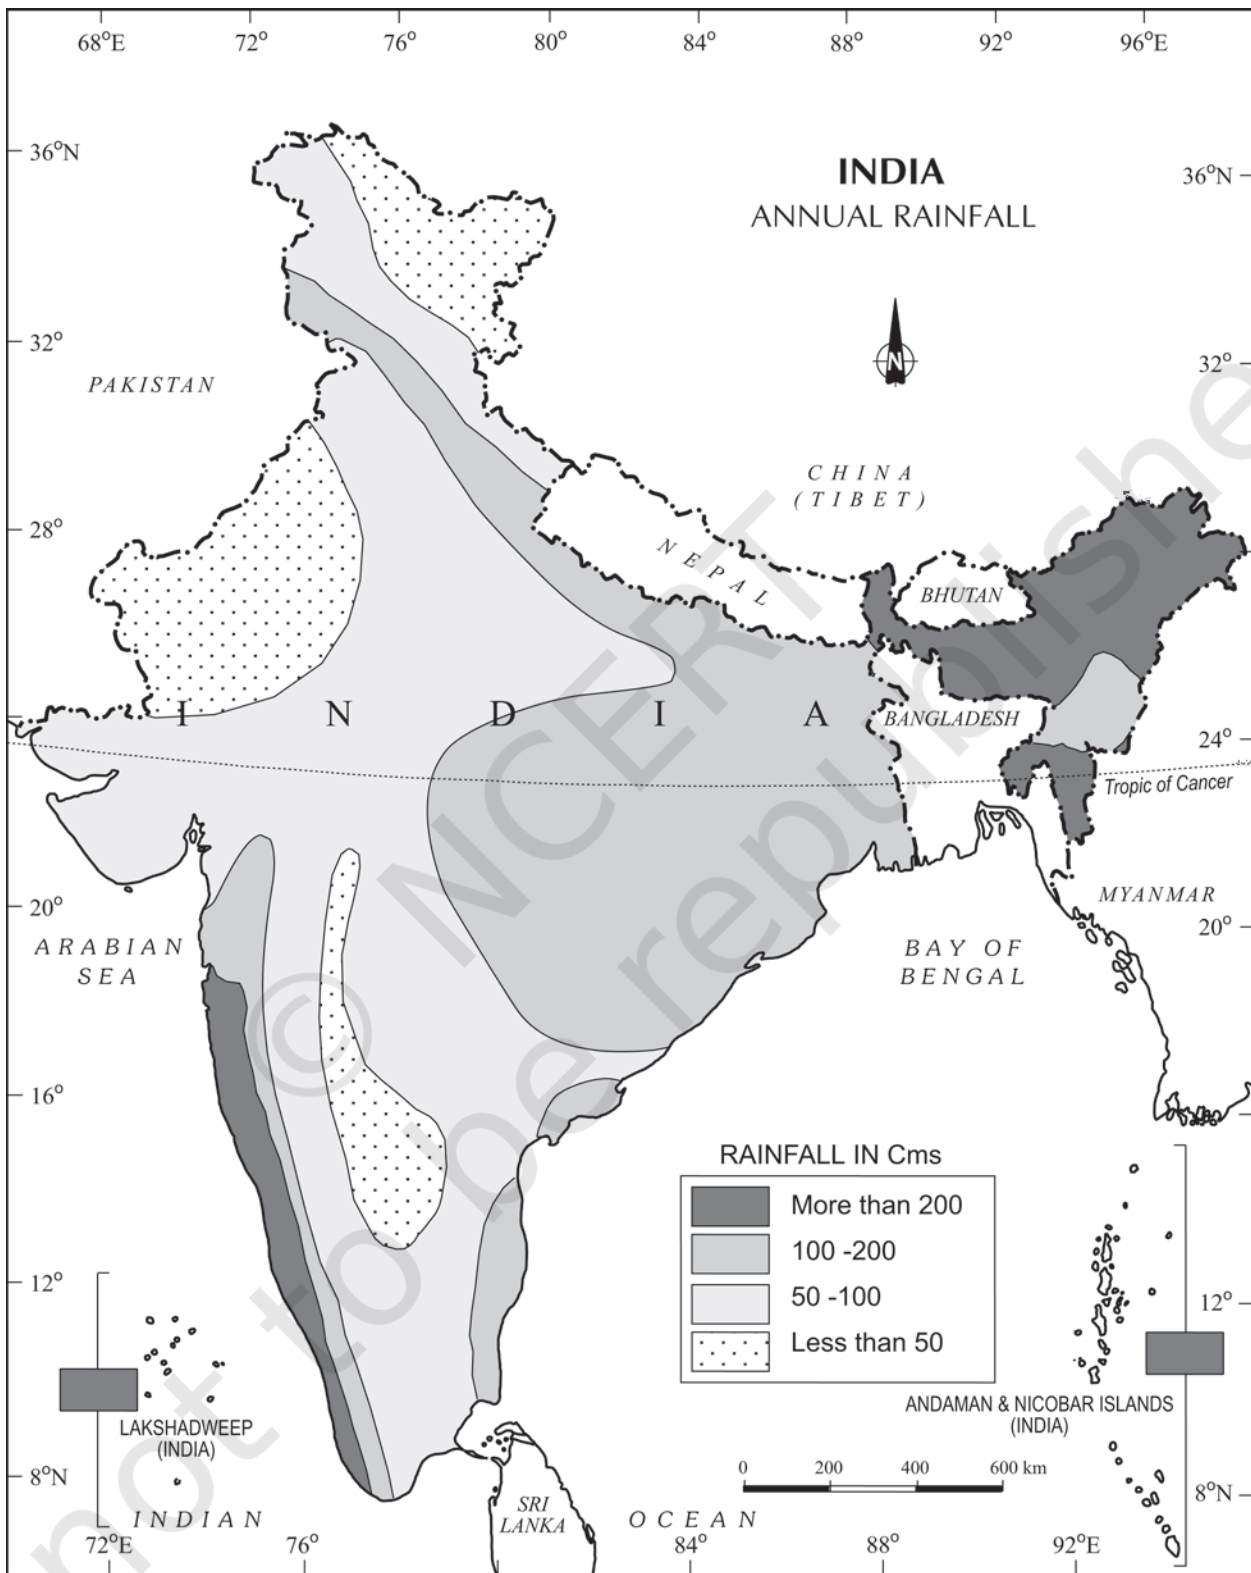 68°E 72° 76° 80° 84° 88° 92° 96°E
36°N
INDIA
ANNUAL RAINFALL
36°N
N
32°
32°
PAKISTAN
CHINA
(TIBET)
28°
NEPAL
BHUTAN
INDIA
BANGLADESH
24°
Tropic of Cancer
MYANMAR
20°
20°
ARABIAN
SEA
BAY OF
BENGAL
16°
RAINFALL IN Cms
More than 200
100 -200
50 -100
Less than 50
12°
12°
ANDAMAN & NICOBAR ISLANDS
(INDIA)
LAKSHADWEEP
(INDIA)
0 200 400 600 km
8°N
8°N
SRI
LANKA
INDIAN OCEAN
72°E 76° 84° 88° 92°E
© NCERT
not to be republishe